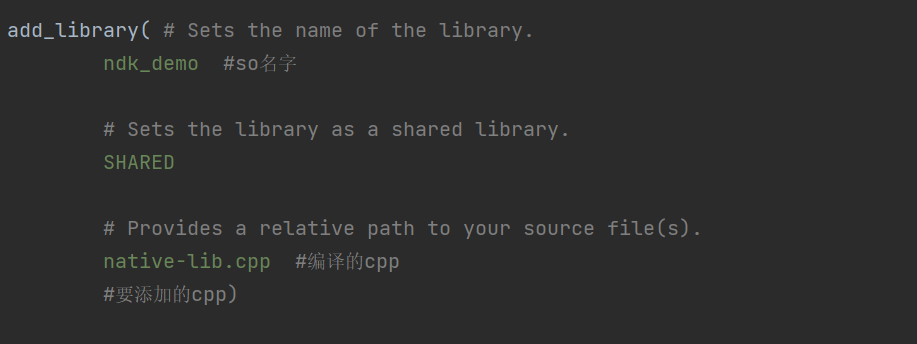 add_library( # Sets the name of the library.
ndk_demo  #so名字
# Sets the library as a shared library.
SHARED
# Provides a relative path to your source file(s).
native-lib.cpp  #编译的cpp
#要添加的cpp)